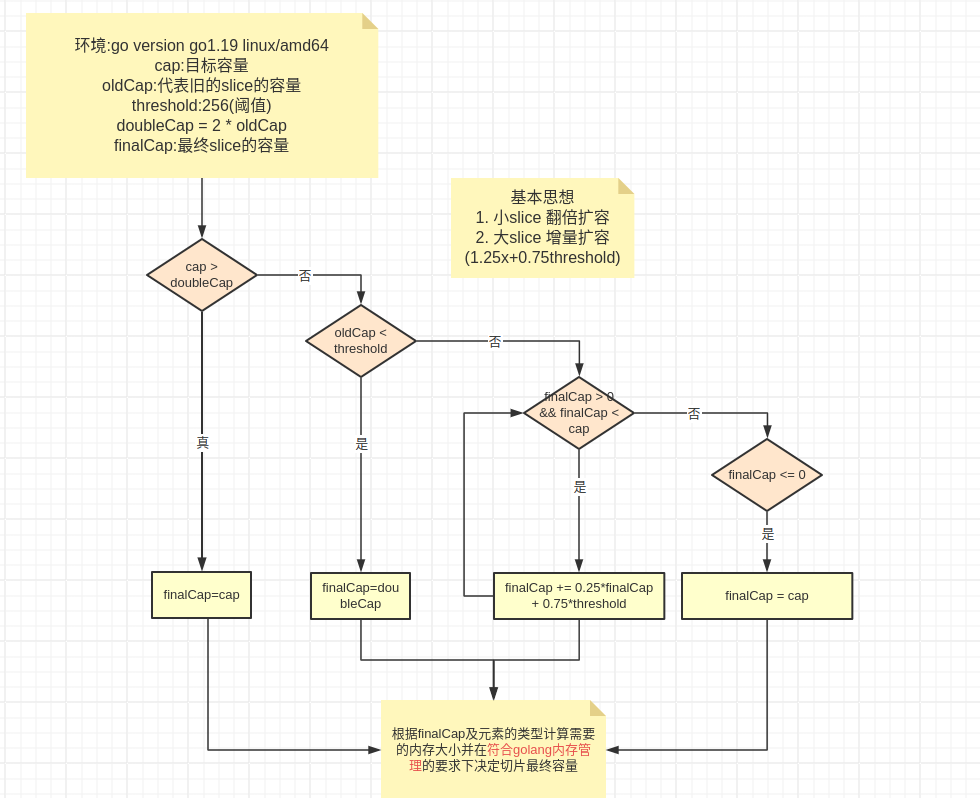 环境:go version go1.19 linux/amd64
cap:目标容量
oldCap:代表旧的slice的容量
threshold:256(阈值)
doubleCap = 2 * oldCap
finalCap:最终slice的容量
基本思想
1. 小slice 翻倍扩容
2. 大slice 增量扩容
(1.25x+0.75threshold)
cap >
doubleCap
否
oldCap <
threshold
否
finalCap > 0
&& finalCap <
cap
否
finalCap <= 0
真
是
是
是
finalCap=cap
finalCap=dou
bleCap
finalCap += 0.25*finalCap
+ 0.75*threshold
finalCap = cap
根据finalCap及元素的类型计算需要
的内存大小并在符合golang内存管
理的要求下决定切片最终容量